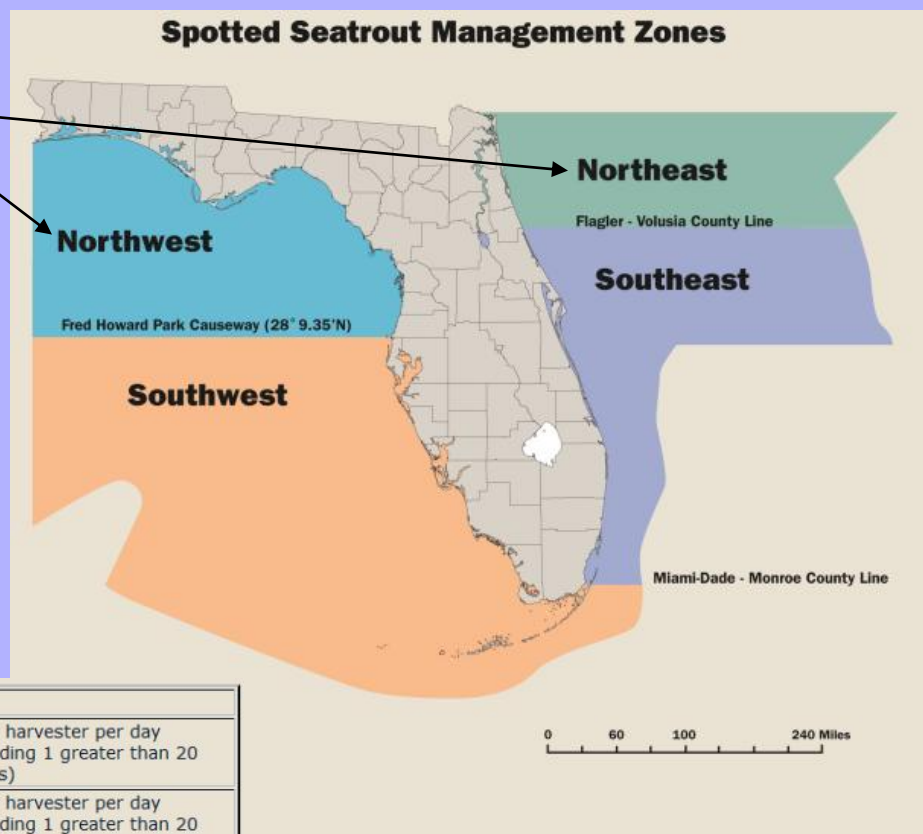 Spotted Seatrout Management Zones
Northeast
Flagler - Volusia County Line
Northwest
Southeast
Fred Howard Park Causeway (28° 9.35'N)
Southwest
Miami-Dade - Monroe County Line
0 60 100 240 Miles
harvester per day
ding 1 greater than 20
s)
harvester per day
ding 1 greater than 20